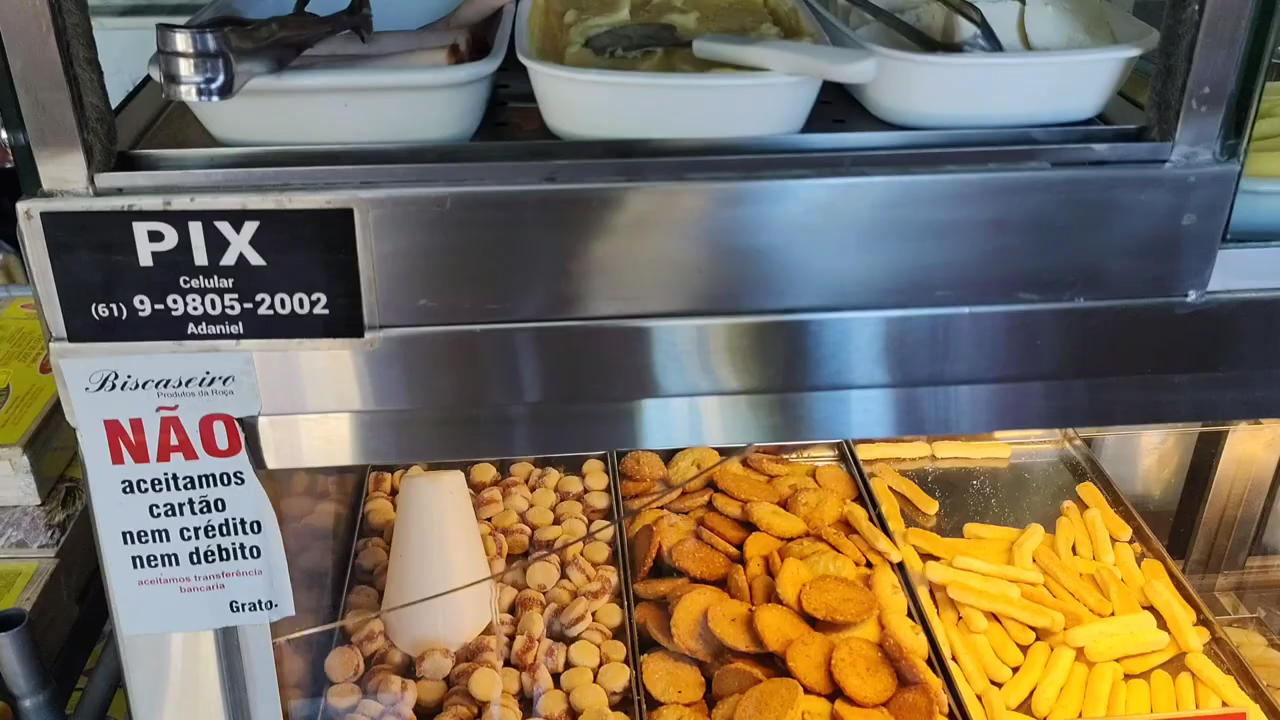 PIX
Celular
(61) 9-9805-2002
Adaniel
Biscaseiro
Produtos da Roça
NÃO
aceitamos
cartão
nem crédito
nem débito
aceitamos transferência
bancaria
Grato.